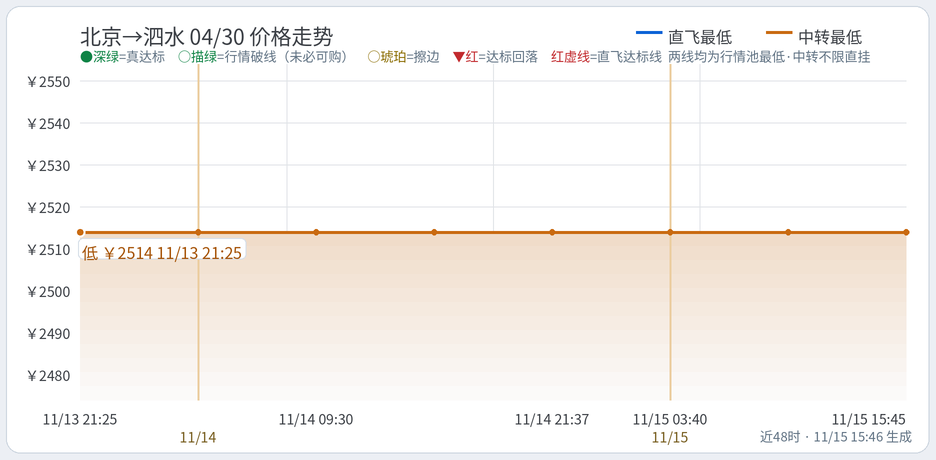 北京→泗水 04/30 价格走势
直飞最低 中转最低
●深绿=真达标 ○描绿=行情破线（未必可购） ○琥珀=擦边 ▼红=达标回落 红虚线=直飞达标线 两线均为行情池最低·中转不限直挂
￥2550
￥2540
￥2530
￥2520
￥2510
￥2500
￥2490
￥2480
低 ￥2514 11/13 21:25
11/13 21:25 11/14 09:30 11/14 21:37 11/15 03:40 11/15 15:45
11/14 11/15
近48时 · 11/15 15:46 生成